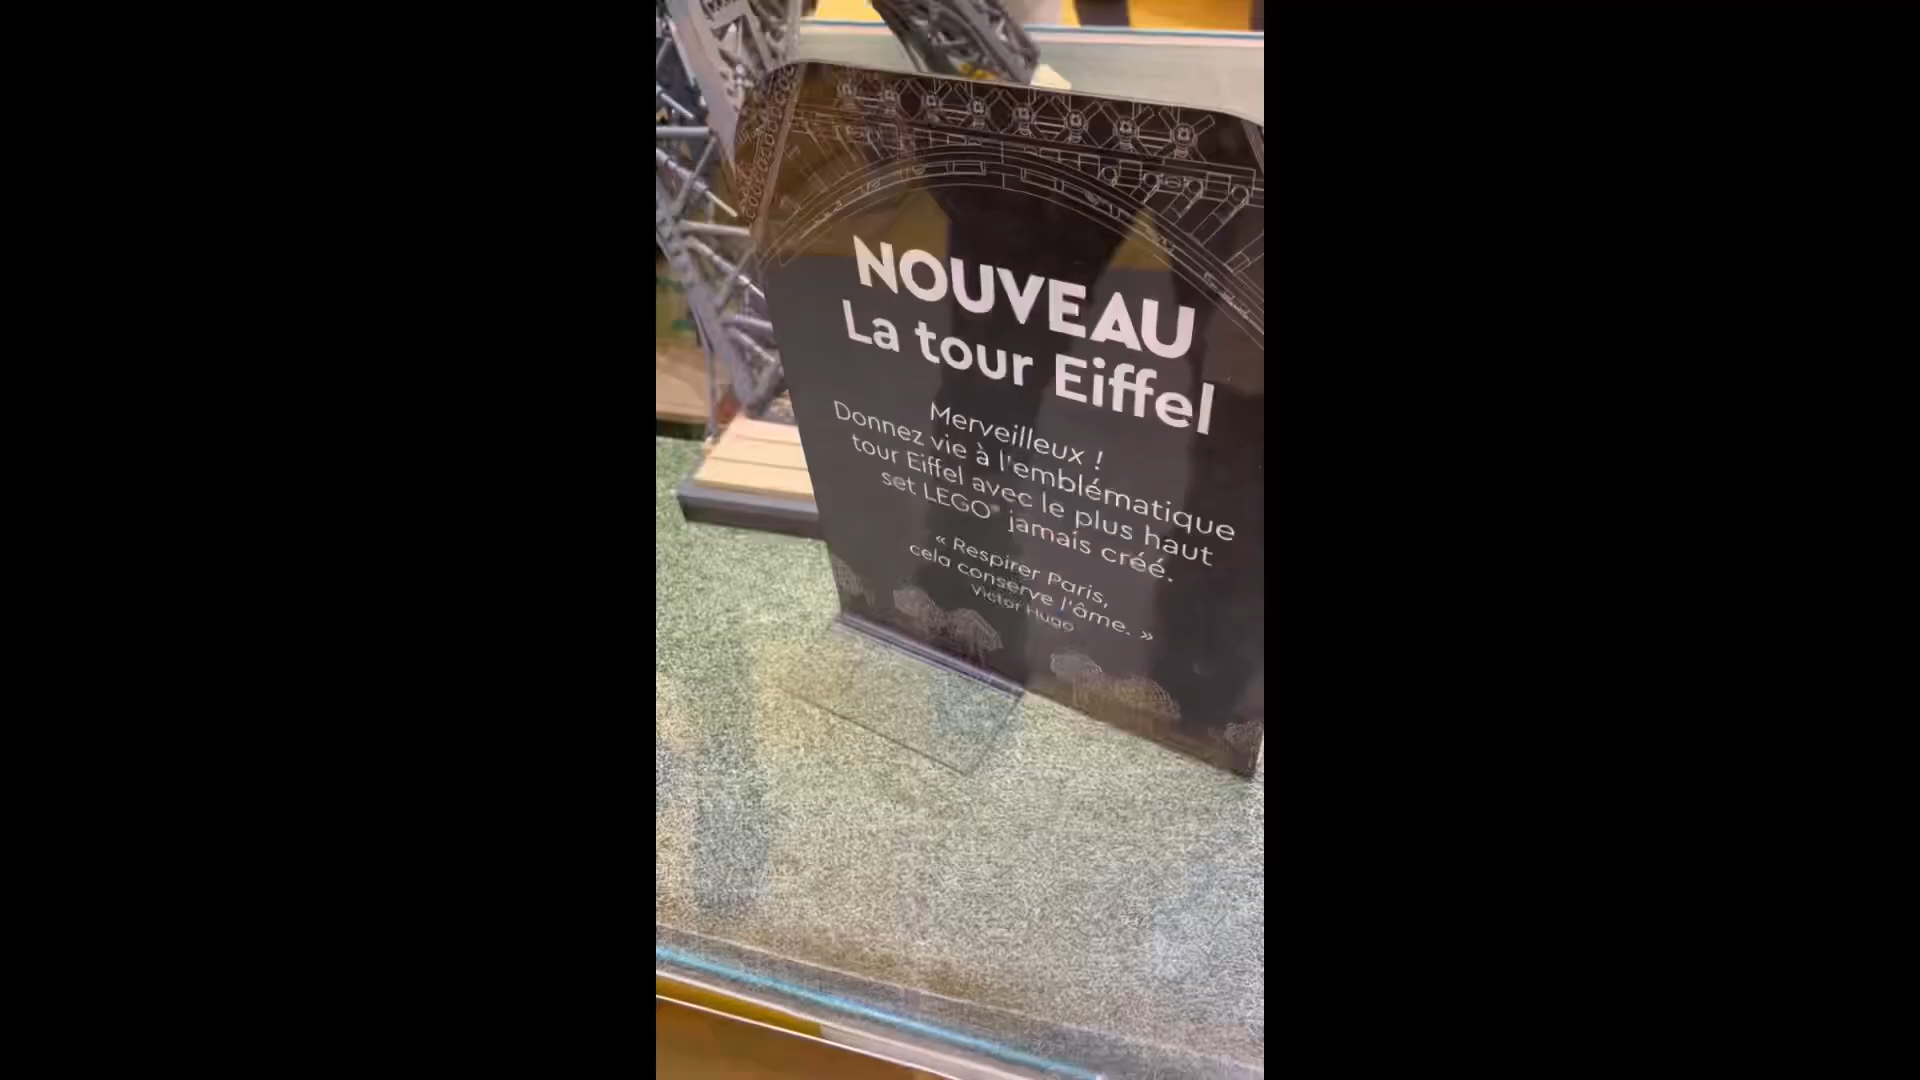 NOUVEAU
La tour Eiffel
Merveilleux !
Donnez vie à l'emblématique
tour Eiffel avec le plus haut
set LEGO® jamais créé.
« Respirer Paris,
cela conserve l'âme. »
Victor Hugo